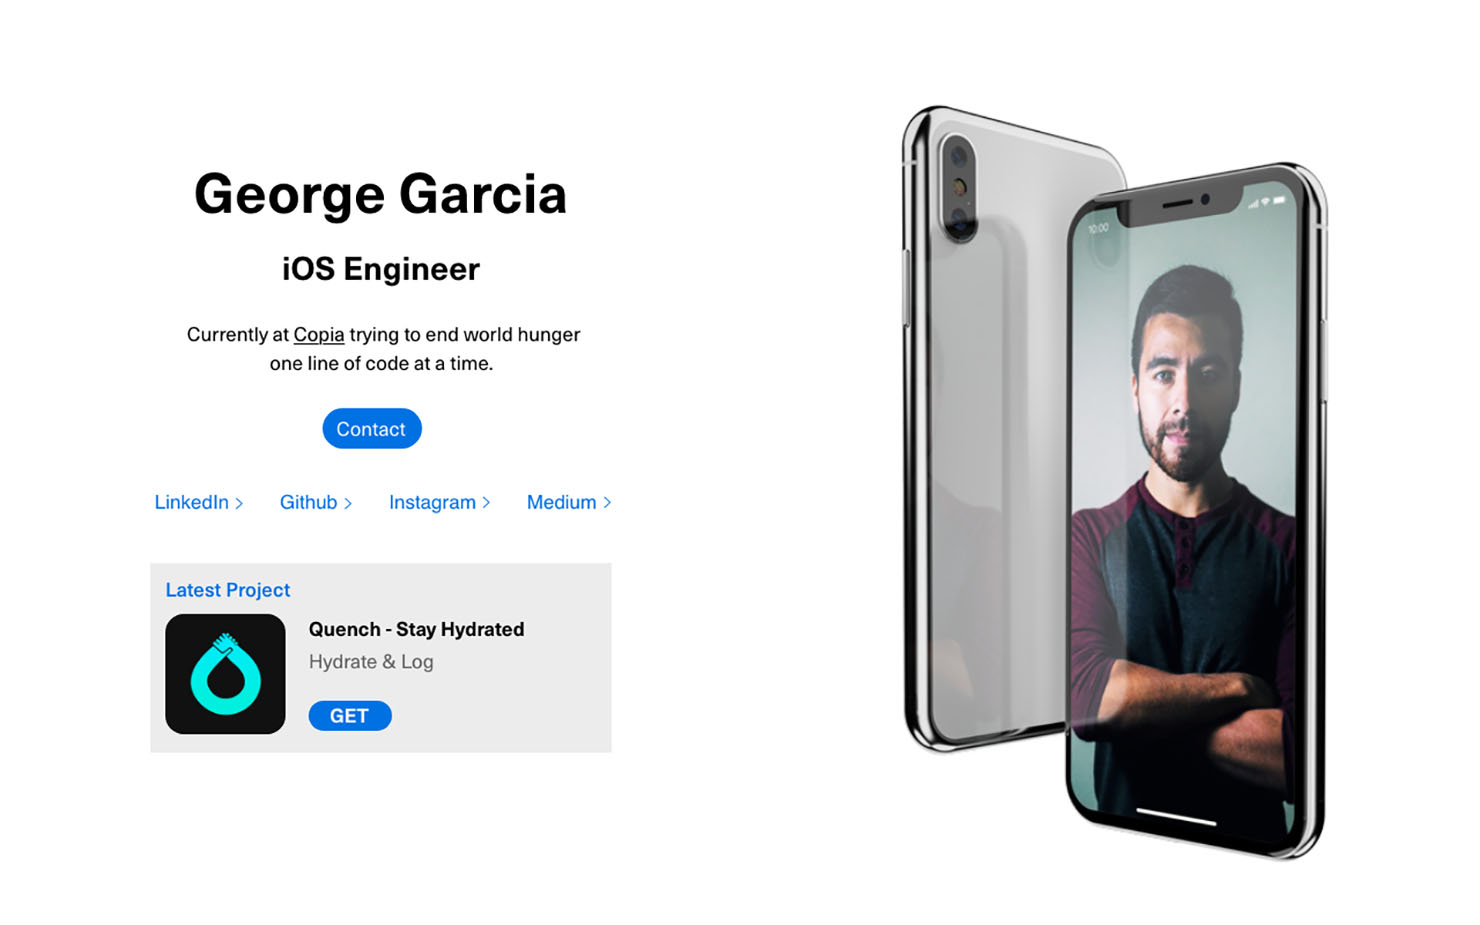 George Garcia
iOS Engineer
Currently at Copia trying to end world hunger
one line of code at a time.
Contact
LinkedIn >
Github >
Instagram >
Medium >
Latest Project
Quench - Stay Hydrated
Hydrate & Log
GET
10:00